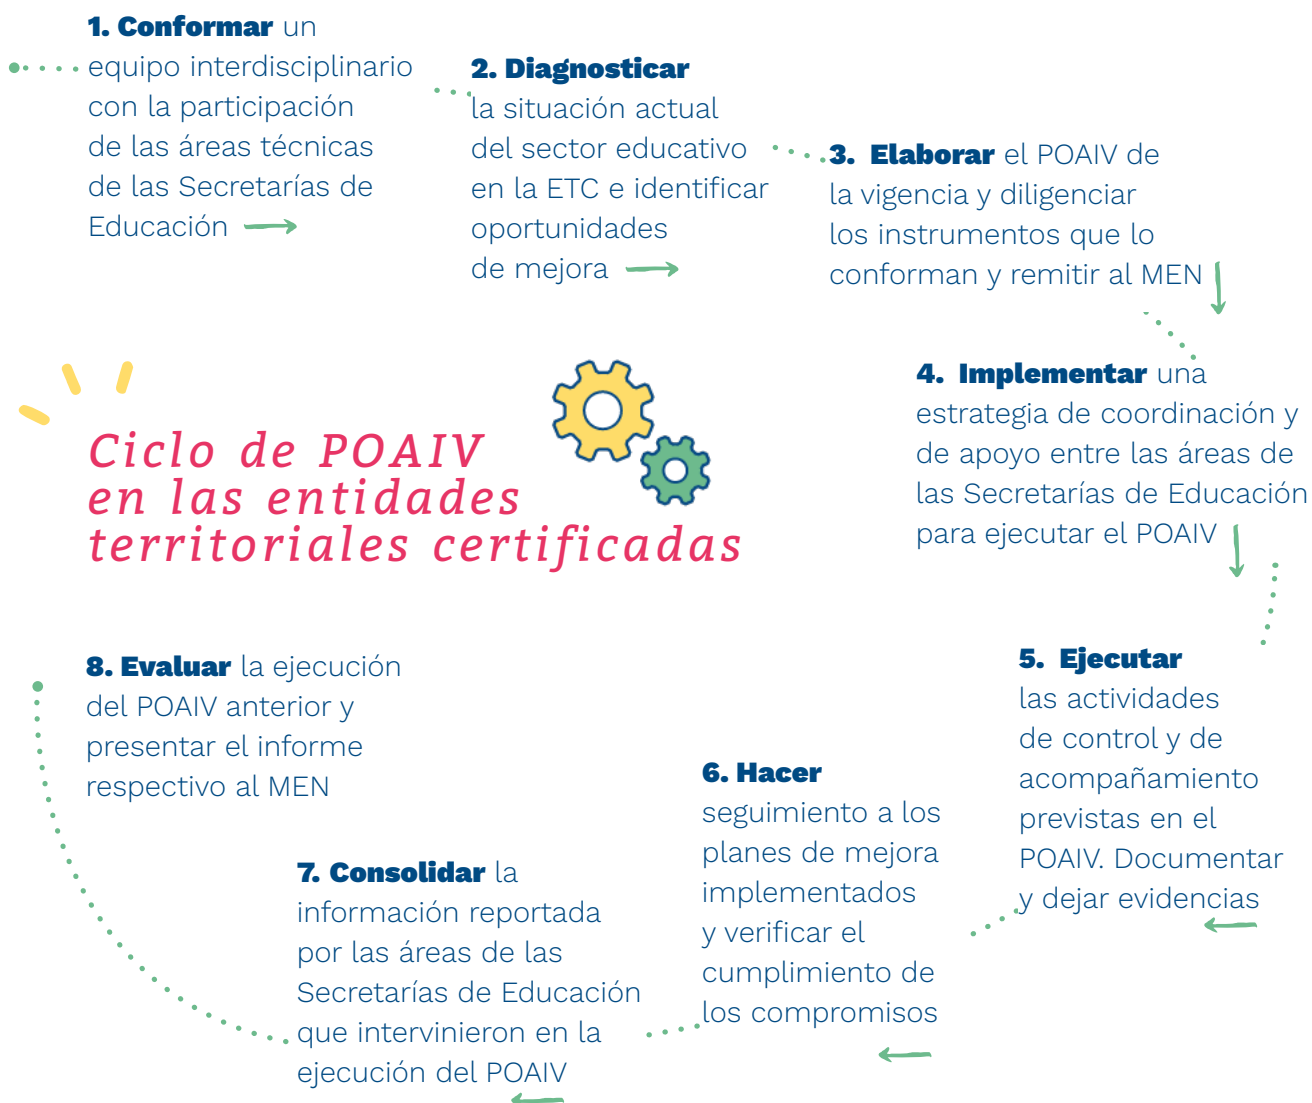 1. Conformar un
equipo interdisciplinario
con la participación
de las áreas técnicas
de las Secretarías de
Educación
2. Diagnosticar
la situación actual
del sector educativo
en la ETC e identificar
oportunidades
de mejora
3. Elaborar el POAIV de
la vigencia y diligenciar
los instrumentos que lo
conforman y remitir al MEN
Ciclo de POAIV
en las entidades
territoriales certificadas
4. Implementar una
estrategia de coordinación y
de apoyo entre las áreas de
las Secretarías de Educación
para ejecutar el POAIV
5. Ejecutar
las actividades
de control y de
acompañamiento
previstas en el
POAIV. Documentar
y dejar evidencias
6. Hacer
seguimiento a los
planes de mejora
implementados
y verificar el
cumplimiento de
los compromisos
7. Consolidar la
información reportada
por las áreas de las
Secretarías de Educación
que intervinieron en la
ejecución del POAIV
8. Evaluar la ejecución
del POAIV anterior y
presentar el informe
respectivo al MEN